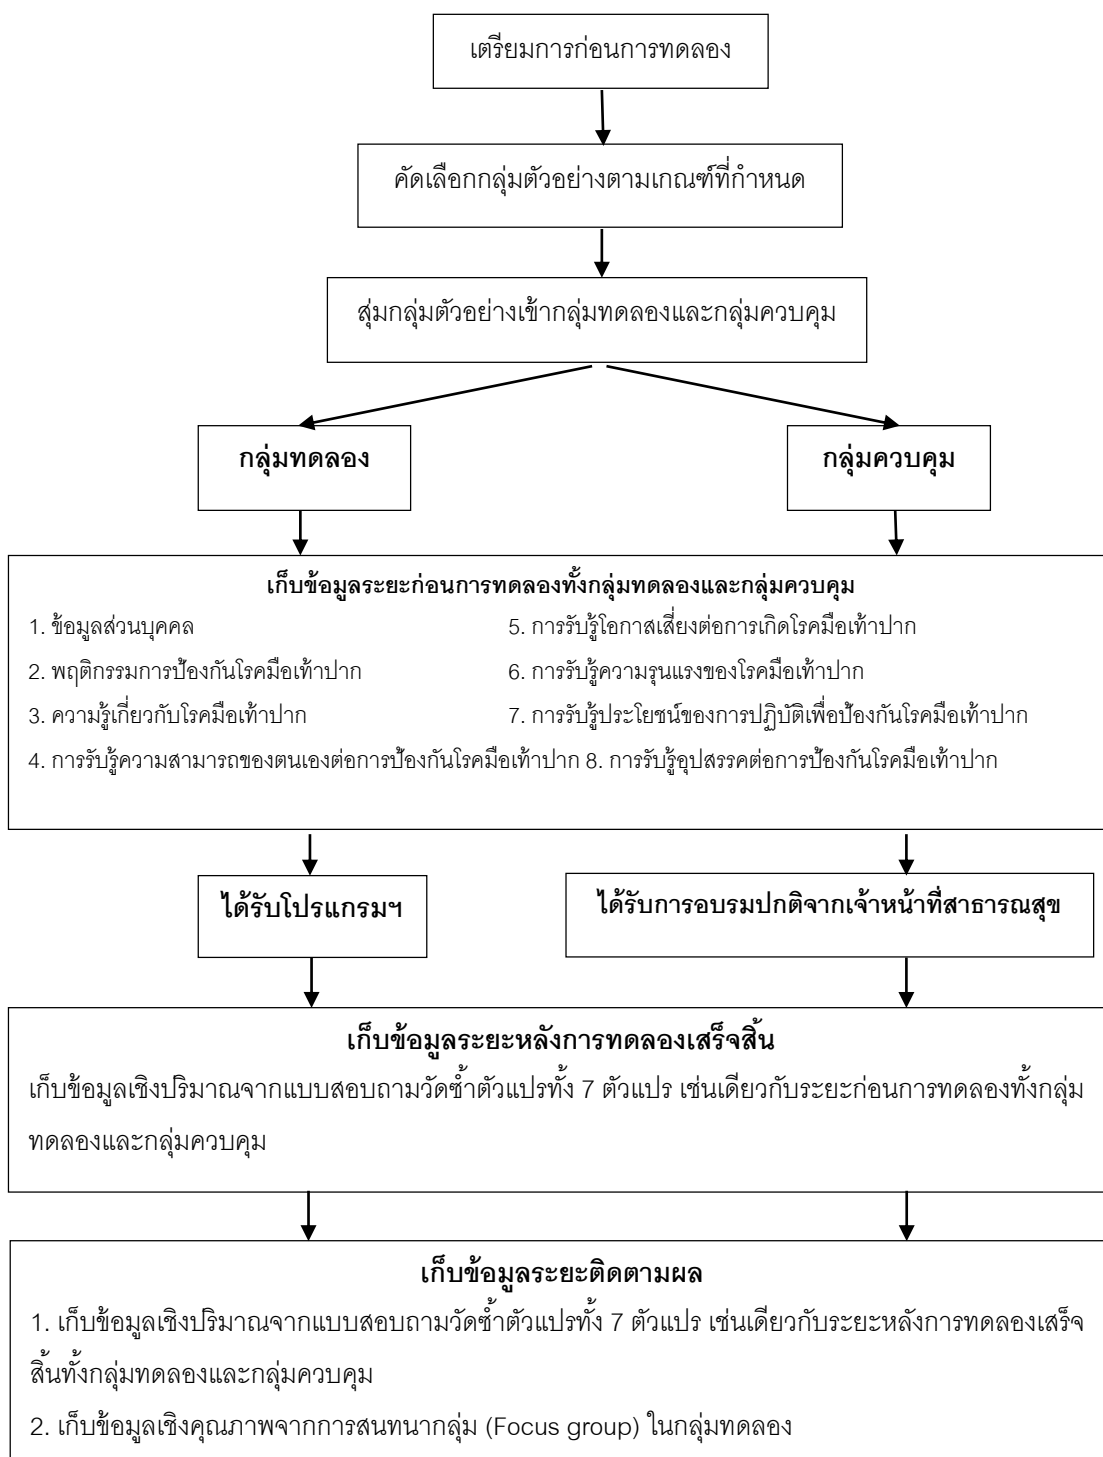 เตรียมการก่อนการทดลอง
คัดเลือกกลุ่มตัวอย่างตามเกณฑ์ที่กำหนด
สุ่มกลุ่มตัวอย่างเข้ากลุ่มทดลองและกลุ่มควบคุม
กลุ่มทดลอง
กลุ่มควบคุม
เก็บข้อมูลระยะก่อนการทดลองทั้งกลุ่มทดลองและกลุ่มควบคุม
1. ข้อมูลส่วนบุคคล 5. การรับรู้โอกาสเสี่ยงต่อการเกิดโรคมือเท้าปาก
2. พฤติกรรมการป้องกันโรคมือเท้าปาก 6. การรับรู้ความรุนแรงของโรคมือเท้าปาก
3. ความรู้เกี่ยวกับโรคมือเท้าปาก 7. การรับรู้ประโยชน์ของการปฏิบัติเพื่อป้องกันโรคมือเท้าปาก
4. การรับรู้ความสามารถของตนเองต่อการป้องกันโรคมือเท้าปาก 8. การรับรู้อุปสรรคต่อการป้องกันโรคมือเท้าปาก
ได้รับโปรแกรมฯ
ได้รับการอบรมปกติจากเจ้าหน้าที่สาธารณสุข
เก็บข้อมูลระยะหลังการทดลองเสร็จสิ้น
เก็บข้อมูลเชิงปริมาณจากแบบสอบถามวัดซ้ำตัวแปรทั้ง 7 ตัวแปร เช่นเดียวกับระยะก่อนการทดลองทั้งกลุ่ม
ทดลองและกลุ่มควบคุม
เก็บข้อมูลระยะติดตามผล
1. เก็บข้อมูลเชิงปริมาณจากแบบสอบถามวัดซ้ำตัวแปรทั้ง 7 ตัวแปร เช่นเดียวกับระยะหลังการทดลองเสร็จ
สิ้นทั้งกลุ่มทดลองและกลุ่มควบคุม
2. เก็บข้อมูลเชิงคุณภาพจากการสนทนากลุ่ม (Focus group) ในกลุ่มทดลอง